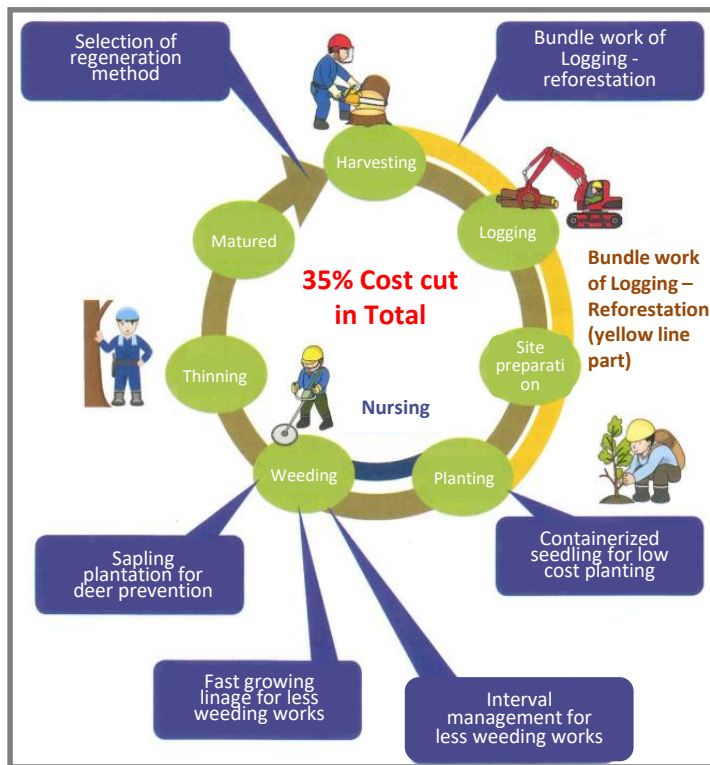 Selection of
regeneration
method
Bundle work of
Logging -
reforestation
Harvesting
Logging
Matured
35% Cost cut
in Total
Bundle work
of Logging –
Reforestation
(yellow line
part)
Site
preparati
on
Thinning
Nursing
Weeding
Planting
Sapling
plantation for
deer prevention
Containerized
seedling for low
cost planting
Fast growing
linage for less
weeding works
Interval
management for
less weeding works